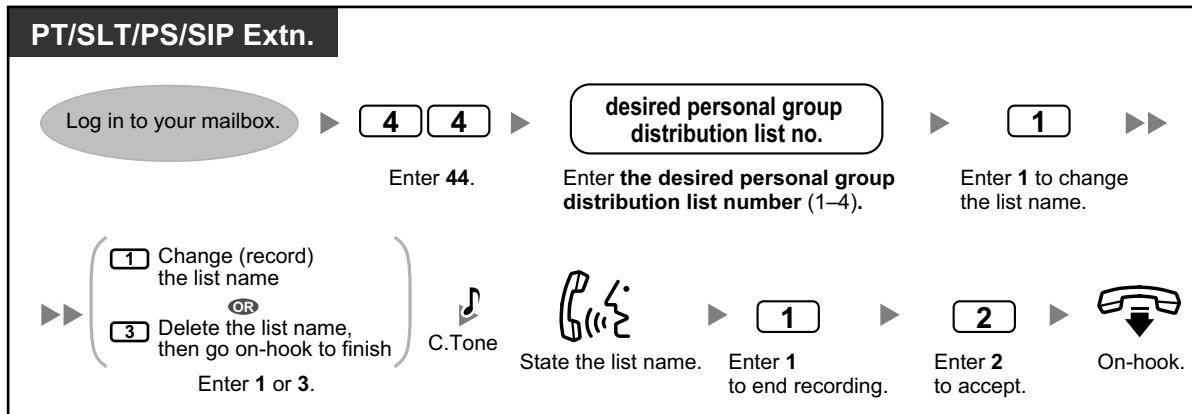 PT/SLT/PS/SIP Extn.
Log in to your mailbox.
4 4
desired personal group
distribution list no.
1
Enter 44.
Enter the desired personal group
distribution list number (1–4).
Enter 1 to change
the list name.
1 Change (record)
the list name
OR
3 Delete the list name,
then go on-hook to finish
Enter 1 or 3.
C.Tone
State the list name.
1
Enter 1
to end recording.
2
Enter 2
to accept.
On-hook.